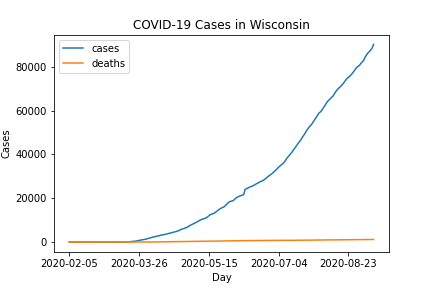 COVID-19 Cases in Wisconsin
cases
deaths
80000
60000
40000
20000
0
Cases
2020-02-05 2020-03-26 2020-05-15 2020-07-04 2020-08-23
Day